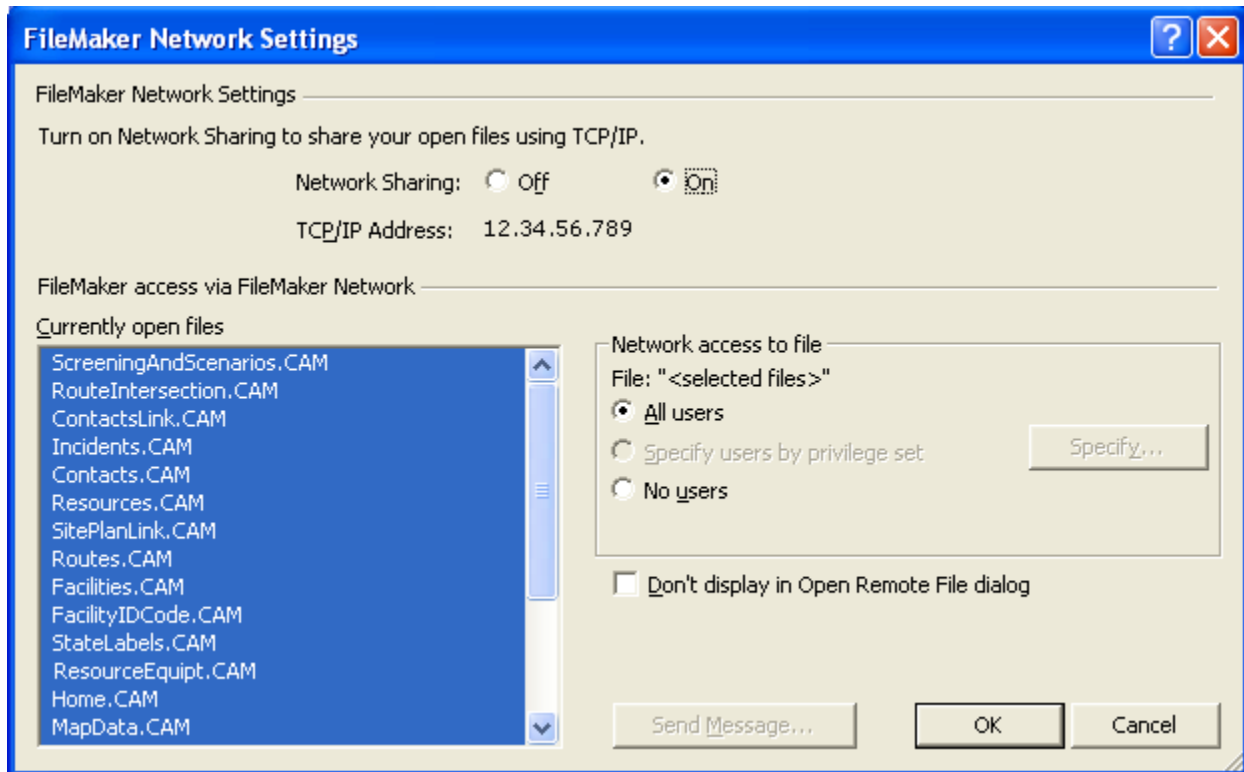 FileMaker Network Settings
FileMaker Network Settings
Turn on Network Sharing to share your open files using TCP/IP.
Network Sharing: Off On
TCP/IP Address: 12.34.56.789
FileMaker access via FileMaker Network
Currently open files
ScreeningAndScenarios.CAM
RouteIntersection.CAM
ContactsLink.CAM
Incidents.CAM
Contacts.CAM
Resources.CAM
SitePlanLink.CAM
Routes.CAM
Facilities.CAM
FacilityIDCode.CAM
StateLabels.CAM
ResourceEquipt.CAM
Home.CAM
MapData.CAM
Network access to file
File: "<selected files>"
All users
Specify users by privilege set Specify...
No users
Don't display in Open Remote File dialog
Send Message... OK Cancel